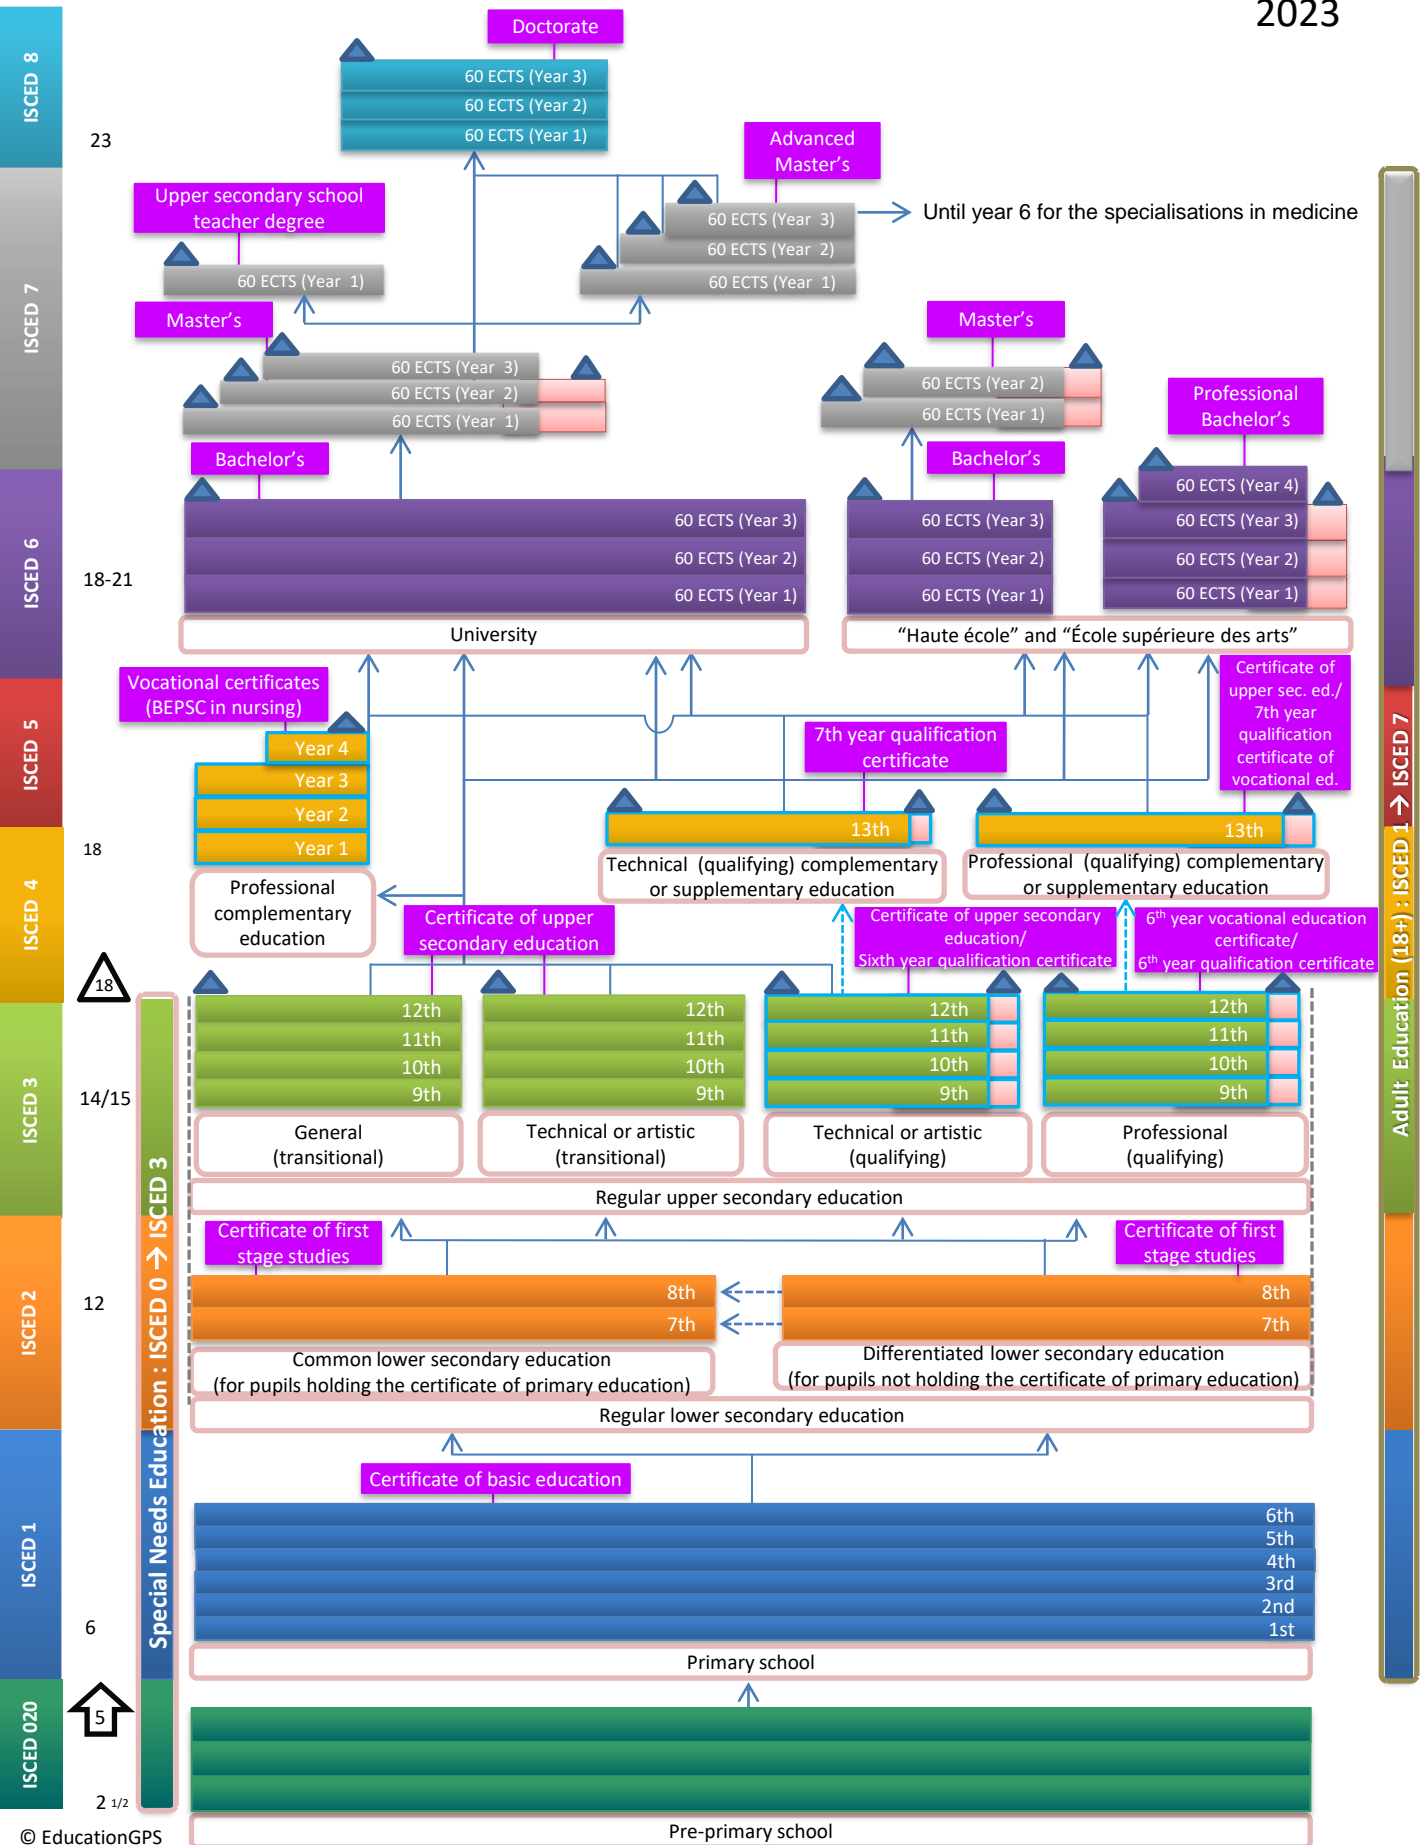 2023
ISCED 8
23
Doctorate
60 ECTS (Year 3)
60 ECTS (Year 2)
60 ECTS (Year 1)
Advanced
Master's
60 ECTS (Year 3)
60 ECTS (Year 2)
60 ECTS (Year 1)
Until year 6 for the specialisations in medicine
ISCED 7
Upper secondary school
teacher degree
60 ECTS (Year 1)
Master's
60 ECTS (Year 3)
60 ECTS (Year 2)
60 ECTS (Year 1)
Master's
60 ECTS (Year 2)
60 ECTS (Year 1)
Professional
Bachelor's
60 ECTS (Year 4)
60 ECTS (Year 3)
60 ECTS (Year 2)
60 ECTS (Year 1)
ISCED 6
18-21
Bachelor's
60 ECTS (Year 3)
60 ECTS (Year 2)
60 ECTS (Year 1)
University
Bachelor's
60 ECTS (Year 3)
60 ECTS (Year 2)
60 ECTS (Year 1)
“Haute école” and “École supérieure des arts”
ISCED 5
Vocational certificates
(BEPSC in nursing)
Year 4
Year 3
Year 2
Year 1
Professional
complementary
education
7th year qualification
certificate
13th
Technical (qualifying) complementary
or supplementary education
Certificate of
upper sec. ed./
7th year
qualification
certificate of
vocational ed.
13th
Professional (qualifying) complementary
or supplementary education
ISCED 4
18
18
Certificate of upper
secondary education
Certificate of upper secondary
education/
Sixth year qualification certificate
6th year vocational education
certificate/
6th year qualification certificate
ISCED 3
14/15
12th
11th
10th
9th
General
(transitional)
12th
11th
10th
9th
Technical or artistic
(transitional)
12th
11th
10th
9th
Technical or artistic
(qualifying)
12th
11th
10th
9th
Professional
(qualifying)
Regular upper secondary education
ISCED 2
12
Certificate of first
stage studies
8th
7th
Common lower secondary education
(for pupils holding the certificate of primary education)
Certificate of first
stage studies
8th
7th
Differentiated lower secondary education
(for pupils not holding the certificate of primary education)
Regular lower secondary education
ISCED 1
6
Certificate of basic education
6th
5th
4th
3rd
2nd
1st
Primary school
ISCED 020
5
2 1/2
Pre-primary school
Special Needs Education : ISCED 0 → ISCED 3
Adult Education (18+) : ISCED 1 → ISCED 7
© EducationGPS